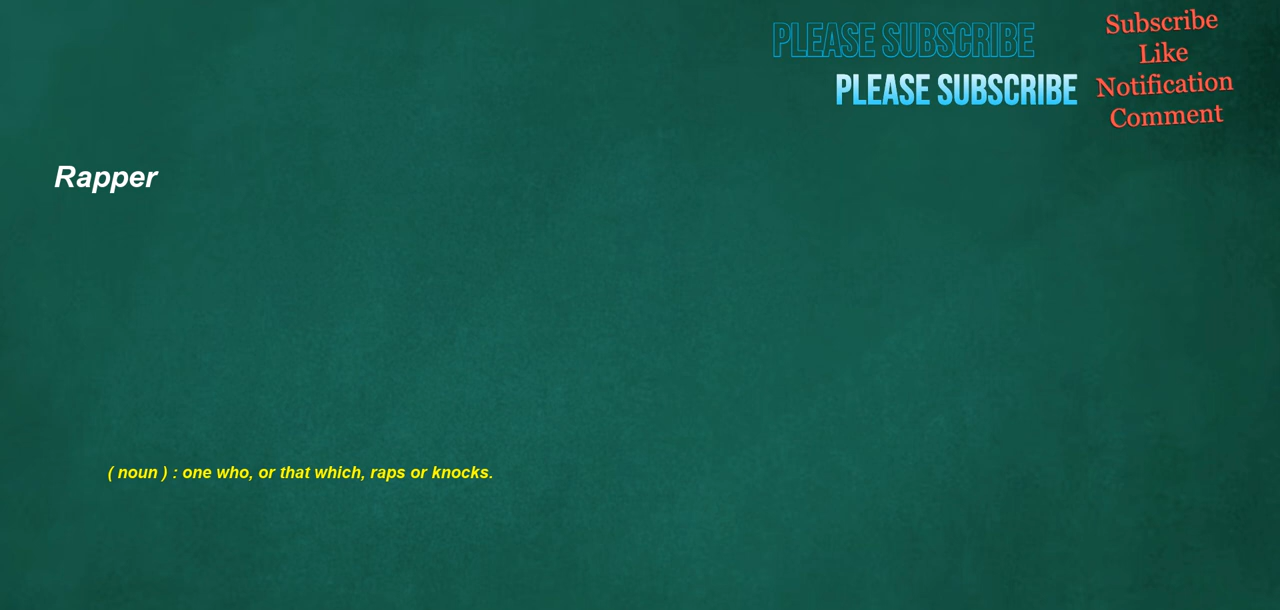 PLEASE SUBSCRIBE
PLEASE SUBSCRIBE
Subscribe
Like
Notification
Comment
Rapper
( noun ) : one who, or that which, raps or knocks.